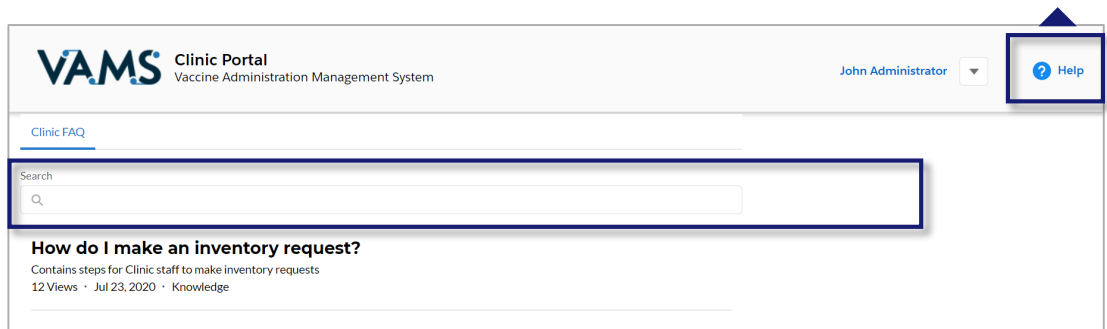 VAMS
Clinic Portal
Vaccine Administration Management System
John Administrator
Help
Clinic FAQ
Search
How do I make an inventory request?
Contains steps for Clinic staff to make inventory requests
12 Views · Jul 23, 2020 · Knowledge